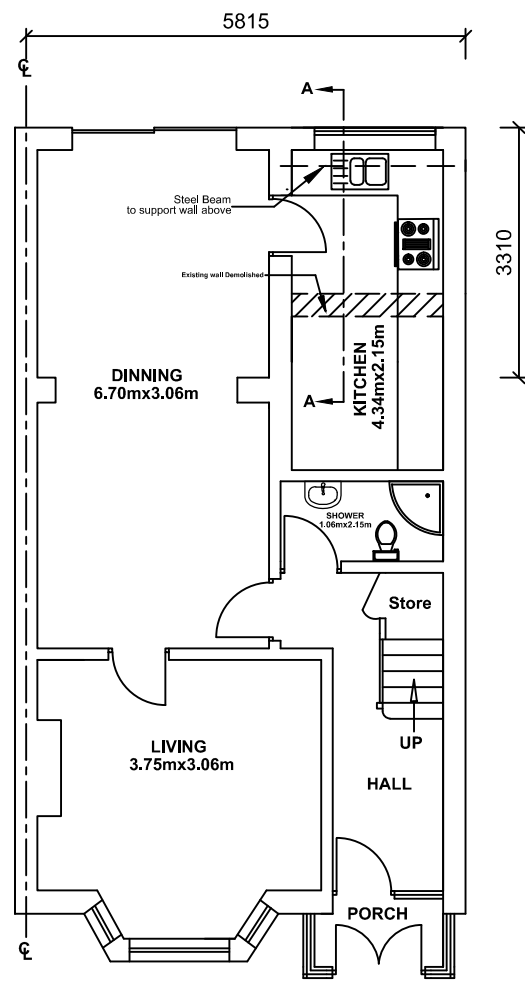 5815
℄
A
Steel Beam
to support wall above
3310
Existing wall Demolished
DINNING
6.70mx3.06m
KITCHEN
4.34mx2.15m
A
SHOWER
1.06mx2.15m
Store
UP
LIVING
3.75mx3.06m
HALL
PORCH
℄